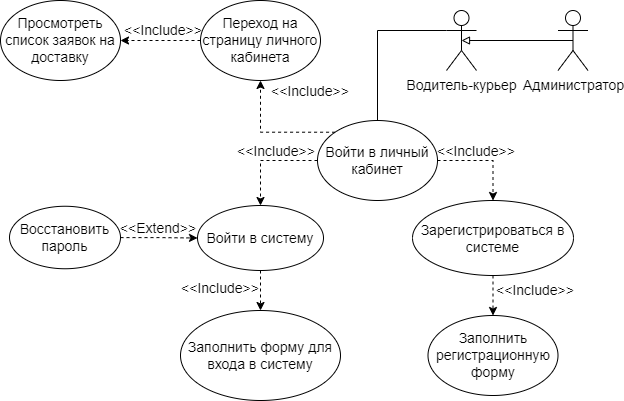 Просмотреть
список заявок на
доставку
<<Include>>
Переход на
страницу личного
кабинета
Водитель-курьер
Администратор
<<Include>>
Войти в личный
кабинет
<<Include>>
<<Include>>
Восстановить
пароль
<<Extend>>
Войти в систему
Зарегистрироваться в
системе
<<Include>>
<<Include>>
Заполнить форму для
входа в систему
Заполнить
регистрационную
форму